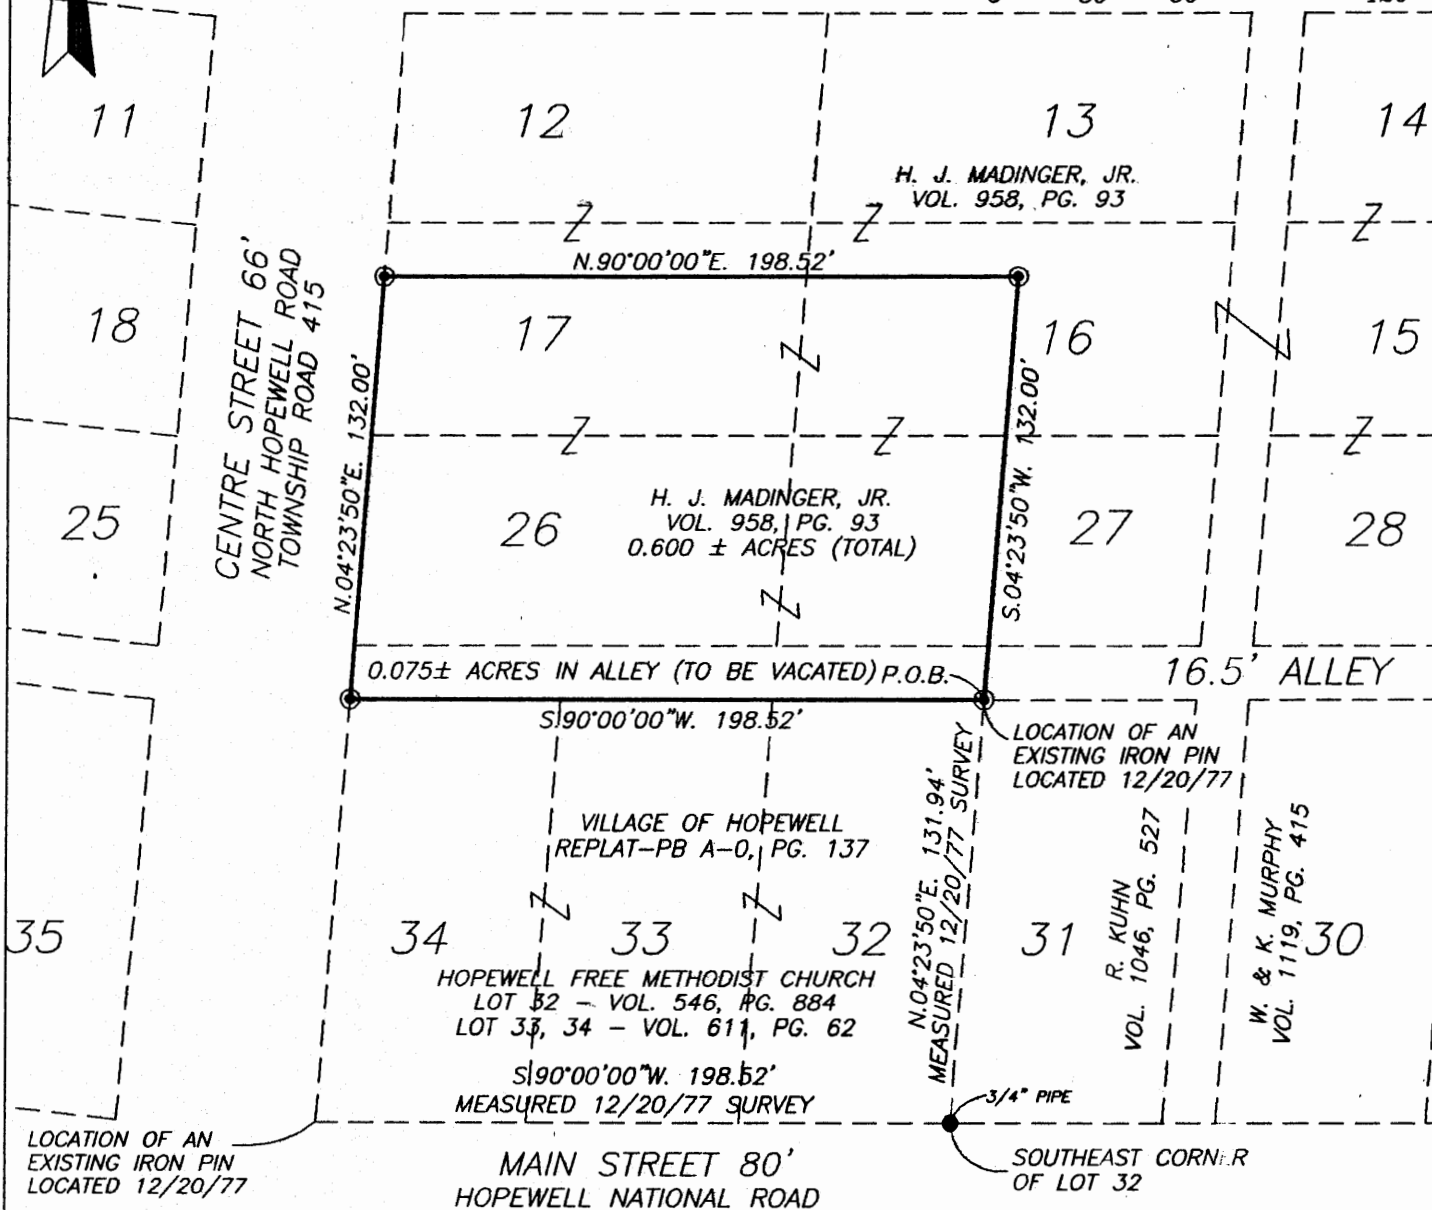 11
12
13
14
H. J. MADINGER, JR.
VOL. 958, PG. 93
N.90°00'00"E. 198.52'
CENTRE STREET 66'
NORTH HOPEWELL ROAD
TOWNSHIP ROAD 415
18
17
16
15
N.04°23'50"E. 132.00'
S.04°23'50"W. 132.00'
25
26
H. J. MADINGER, JR.
VOL. 958, PG. 93
0.600 ± ACRES (TOTAL)
27
28
0.075± ACRES IN ALLEY (TO BE VACATED)
P.O.B.
16.5' ALLEY
S.90°00'00"W. 198.52'
LOCATION OF AN
EXISTING IRON PIN
LOCATED 12/20/77
VILLAGE OF HOPEWELL
REPLAT-PB A-0, PG. 137
N.04°23'50"E. 131.94'
MEASURED 12/20/77 SURVEY
R. KUHN
VOL. 1046, PG. 527
W. & K. MURPHY
VOL. 1119, PG. 415
35
34
33
32
31
30
HOPEWELL FREE METHODIST CHURCH
LOT 32 - VOL. 546, PG. 884
LOT 33, 34 - VOL. 611, PG. 62
S.90°00'00"W. 198.52'
MEASURED 12/20/77 SURVEY
3/4" PIPE
LOCATION OF AN
EXISTING IRON PIN
LOCATED 12/20/77
MAIN STREET 80'
HOPEWELL NATIONAL ROAD
SOUTHEAST CORNER
OF LOT 32